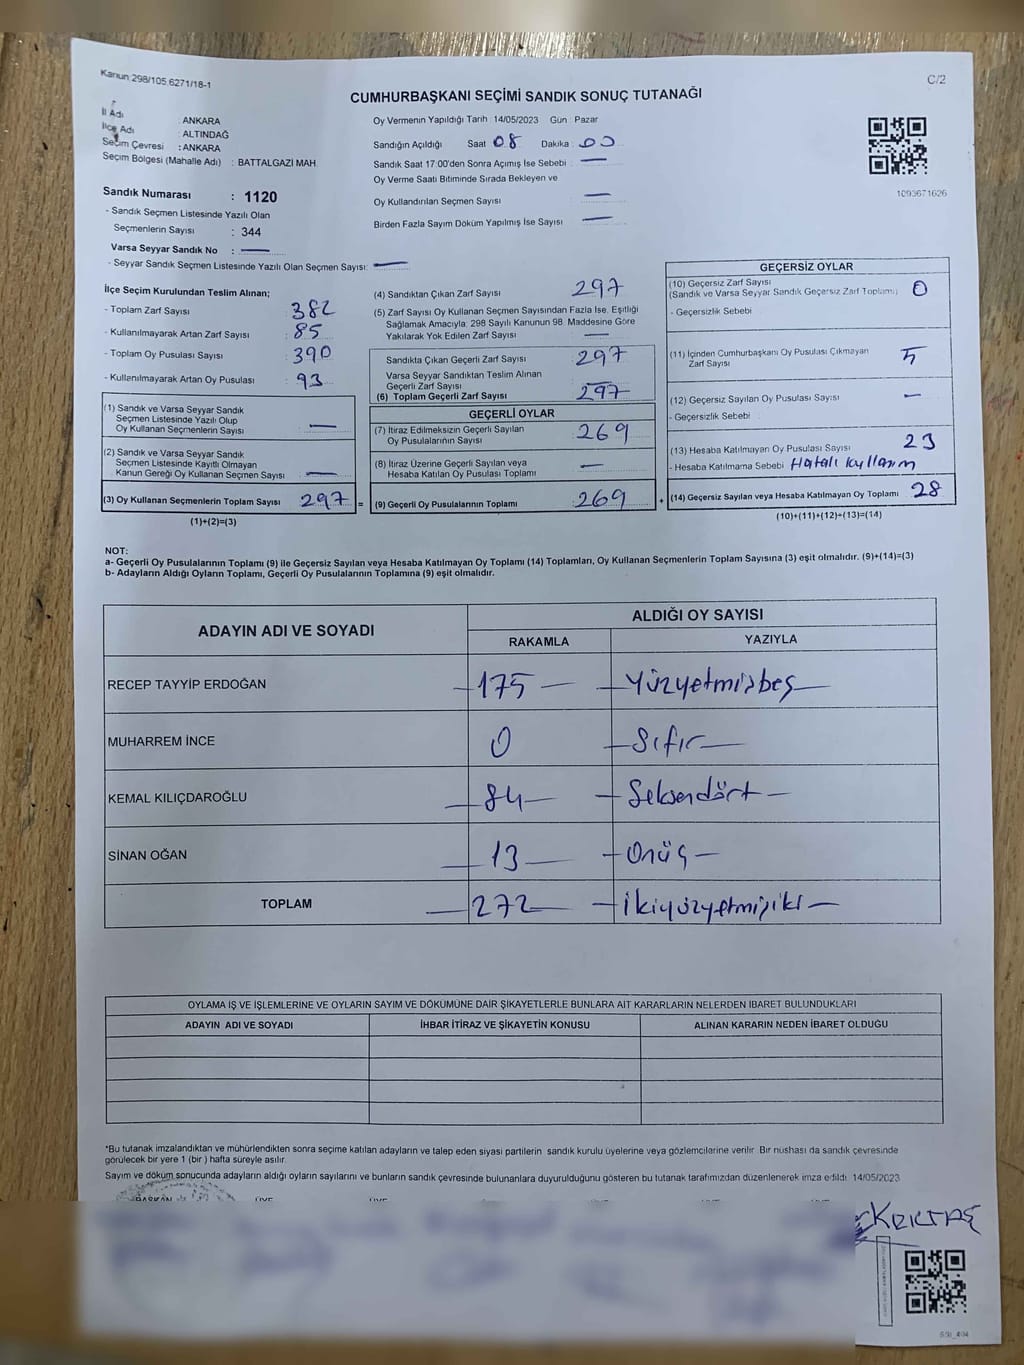 Kanun 298/105 6271/18-1
C/2
CUMHURBAŞKANI SEÇİMİ SANDIK SONUÇ TUTANAĞI
İl Adı : ANKARA
İlçe Adı : ALTINDAĞ
Seçim Çevresi : ANKARA
Seçim Bölgesi (Mahalle Adı) : BATTALGAZİ MAH.
Sandık Numarası : 1120
- Sandık Seçmen Listesinde Yazılı Olan
Seçmenlerin Sayısı : 344
Varsa Seyyar Sandık No : —
- Seyyar Sandık Seçmen Listesinde Yazılı Olan Seçmen Sayısı: —
Oy Vermenin Yapıldığı Tarih : 14/05/2023 Gün : Pazar
Sandığın Açıldığı Saat 08 Dakika : 00
Sandık Saat 17:00'den Sonra Açımış İse Sebebi : —
Oy Verme Saati Bitiminde Sırada Bekleyen ve
Oy Kullandırılan Seçmen Sayısı —
Birden Fazla Sayım Döküm Yapılmış İse Sayısı : —
1093671626
İlçe Seçim Kurulundan Teslim Alınan;
- Toplam Zarf Sayısı : 382
- Kullanılmayarak Artan Zarf Sayısı : 85
- Toplam Oy Pusulası Sayısı : 390
- Kullanılmayarak Artan Oy Pusulası : 93
(1) Sandık ve Varsa Seyyar Sandık
Seçmen Listesinde Yazılı Olup
Oy Kullanan Seçmenlerin Sayısı —
(2) Sandık ve Varsa Seyyar Sandık
Seçmen Listesinde Kayıtlı Olmayan
Kanun Gereği Oy Kullanan Seçmen Sayısı —
(3) Oy Kullanan Seçmenlerin Toplam Sayısı 297 =
(1)+(2)=(3)
(4) Sandıktan Çıkan Zarf Sayısı 297
(5) Zarf Sayısı Oy Kullanan Seçmen Sayısından Fazla İse, Eşitliği
Sağlamak Amacıyla; 298 Sayılı Kanunun 98. Maddesine Göre
Yakılarak Yok Edilen Zarf Sayısı —
Sandıkta Çıkan Geçerli Zarf Sayısı : 297
Varsa Seyyar Sandıktan Teslim Alınan
Geçerli Zarf Sayısı
(6) Toplam Geçerli Zarf Sayısı : 297
GEÇERLİ OYLAR
(7) İtiraz Edilmeksizin Geçerli Sayılan
Oy Pusulalarının Sayısı : 269
(8) İtiraz Üzerine Geçerli Sayılan veya
Hesaba Katılan Oy Pusulası Toplamı : —
(9) Geçerli Oy Pusulalarının Toplamı : 269 +
GEÇERSİZ OYLAR
(10) Geçersiz Zarf Sayısı
(Sandık ve Varsa Seyyar Sandık Geçersiz Zarf Toplamı) 0
- Geçersizlik Sebebi
(11) İçinden Cumhurbaşkanı Oy Pusulası Çıkmayan
Zarf Sayısı 5
(12) Geçersiz Sayılan Oy Pusulası Sayısı —
- Geçersizlik Sebebi
(13) Hesaba Katılmayan Oy Pusulası Sayısı 23
- Hesaba Katılmama Sebebi Hatalı kullanım
(14) Geçersiz Sayılan veya Hesaba Katılmayan Oy Toplamı 28
(10)+(11)+(12)+(13)=(14)
NOT:
a- Geçerli Oy Pusulalarının Toplamı (9) ile Geçersiz Sayılan veya Hesaba Katılmayan Oy Toplamı (14) Toplamları, Oy Kullanan Seçmenlerin Toplam Sayısına (3) eşit olmalıdır. (9)+(14)=(3)
b- Adayların Aldığı Oyların Toplamı, Geçerli Oy Pusulalarının Toplamına (9) eşit olmalıdır.
ADAYIN ADI VE SOYADI ALDIĞI OY SAYISI
RAKAMLA YAZIYLA
RECEP TAYYİP ERDOĞAN —175— —Yüzyetmişbeş—
MUHARREM İNCE 0 —Sıfır—
KEMAL KILIÇDAROĞLU —84— —Seksendört—
SİNAN OĞAN —13— —Onüç—
TOPLAM —272— —İkiyüzyetmişiki—
OYLAMA İŞ VE İŞLEMLERİNE VE OYLARIN SAYIM VE DÖKÜMÜNE DAİR ŞİKAYETLERLE BUNLARA AİT KARARLARIN NELERDEN İBARET BULUNDUKLARI
ADAYIN ADI VE SOYADI İHBAR İTİRAZ VE ŞİKAYETİN KONUSU ALINAN KARARIN NEDEN İBARET OLDUĞU
*Bu tutanak imzalandıktan ve mühürlendikten sonra seçime katılan adayların ve talep eden siyasi partilerin sandık kurulu üyelerine veya gözlemcilerine verilir. Bir nüshası da sandık çevresinde
görülecek bir yere 1 (bir ) hafta süreyle asılır.
Sayım ve döküm sonucunda adayların aldığı oyların sayılarını ve bunların sandık çevresinde bulunanlara duyurulduğunu gösteren bu tutanak tarafımızdan düzenlenerek imza edildi. 14/05/2023
BAŞKAN ÜYE ÜYE